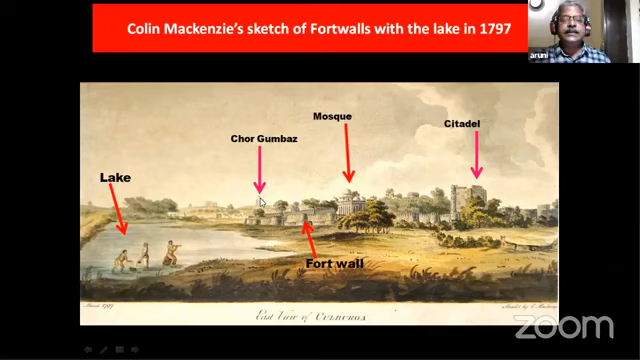 Colin Mackenzie's sketch of Fortwalls with the lake in 1797
aruni
Mosque
Citadel
Chor Gumbaz
Lake
Fort wall
East View of CULBURGA
zoom